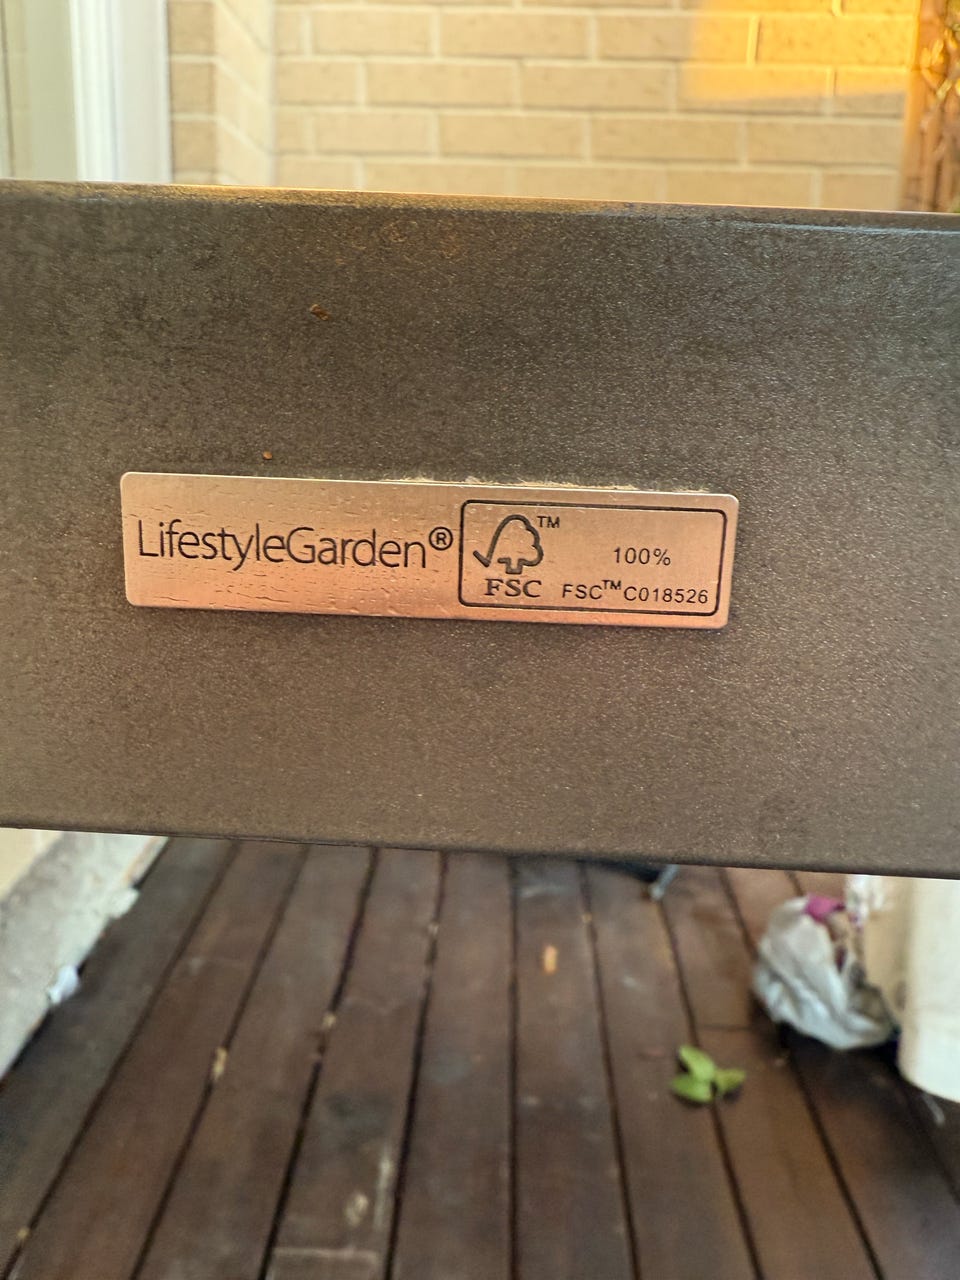 LifestyleGarden®
™
100%
FSC FSC™C018526